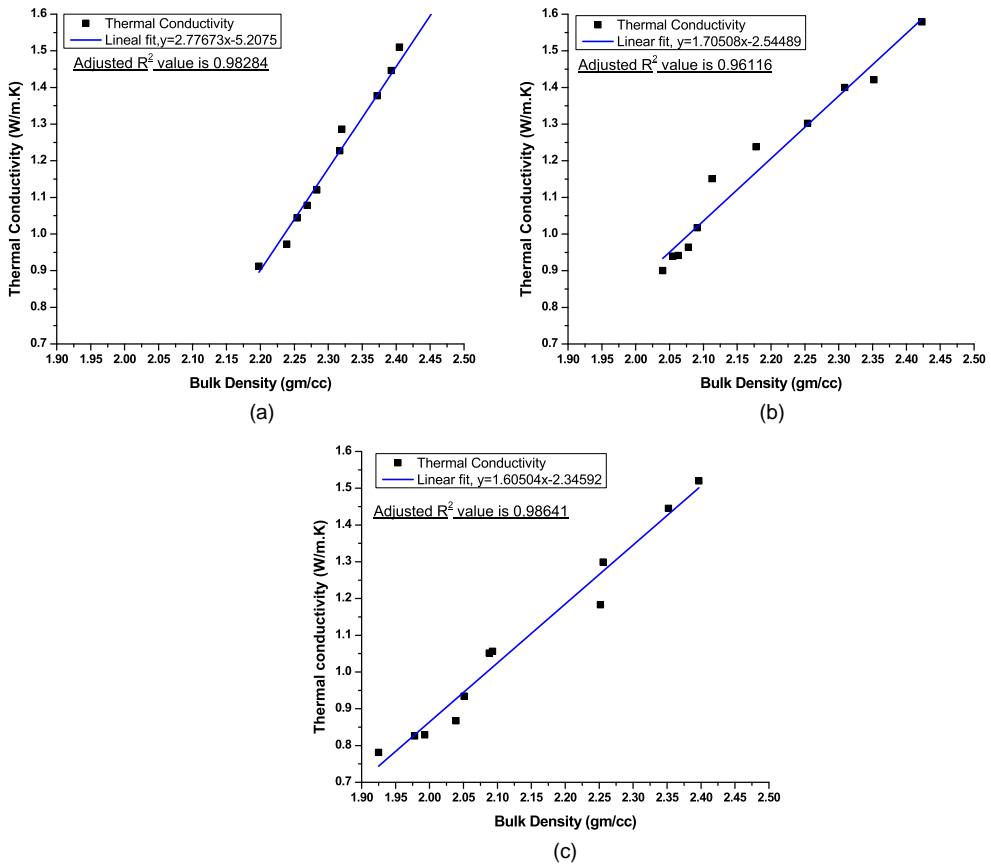 1.6
1.5
1.4
1.3
1.2
1.1
1.0
0.9
0.8
0.7
Thermal Conductivity (W/m.K)
Thermal Conductivity
Lineal fit,y=2.77673x-5.2075
Adjusted R² value is 0.98284
1.90 1.95 2.00 2.05 2.10 2.15 2.20 2.25 2.30 2.35 2.40 2.45 2.50
Bulk Density (gm/cc)
(a)
1.6
1.5
1.4
1.3
1.2
1.1
1.0
0.9
0.8
0.7
Thermal Conductivity (W/m.K)
Thermal Conductivity
Linear fit, y=1.70508x-2.54489
Adjusted R² value is 0.96116
1.90 1.95 2.00 2.05 2.10 2.15 2.20 2.25 2.30 2.35 2.40 2.45 2.50
Bulk Density (gm/cc)
(b)
1.6
1.5
1.4
1.3
1.2
1.1
1.0
0.9
0.8
0.7
Thermal conductivity (W/m.K)
Thermal Conductivity
Linear fit, y=1.60504x-2.34592
Adjusted R² value is 0.98641
1.90 1.95 2.00 2.05 2.10 2.15 2.20 2.25 2.30 2.35 2.40 2.45 2.50
Bulk Density (gm/cc)
(c)